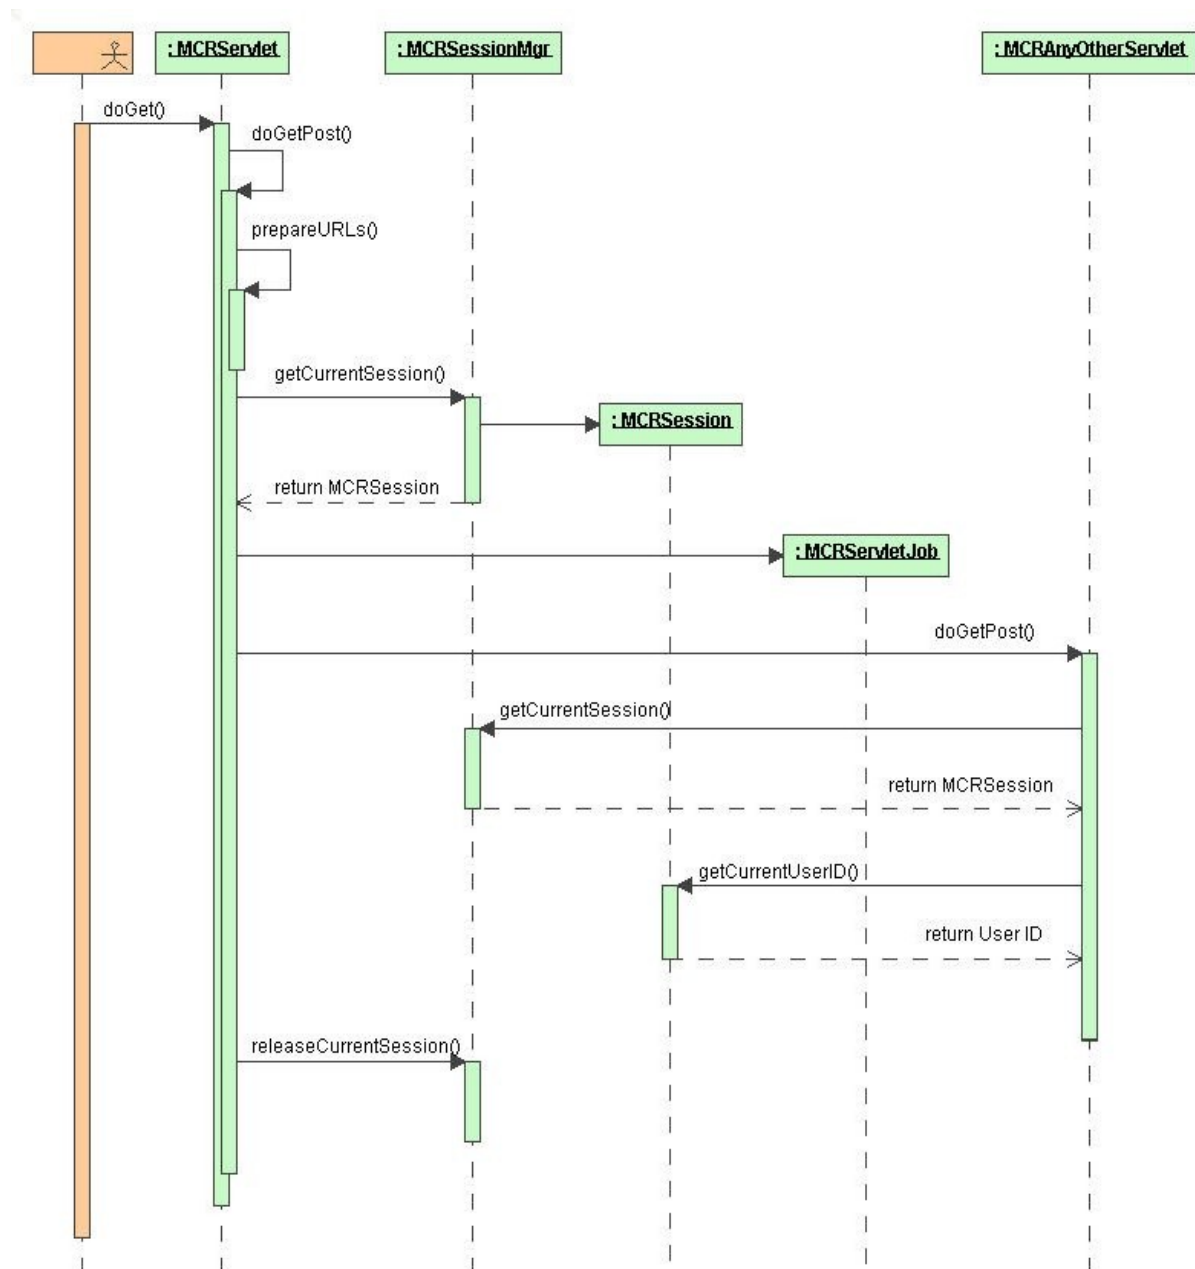 : MCRServlet
: MCRSessionMgr
: MCRAnyOtherServlet
doGet()
doGetPost()
prepareURLs()
getCurrentSession()
: MCRSession
return MCRSession
: MCRServletJob
doGetPost()
getCurrentSession()
return MCRSession
getCurrentUserID()
return User ID
releaseCurrentSession()